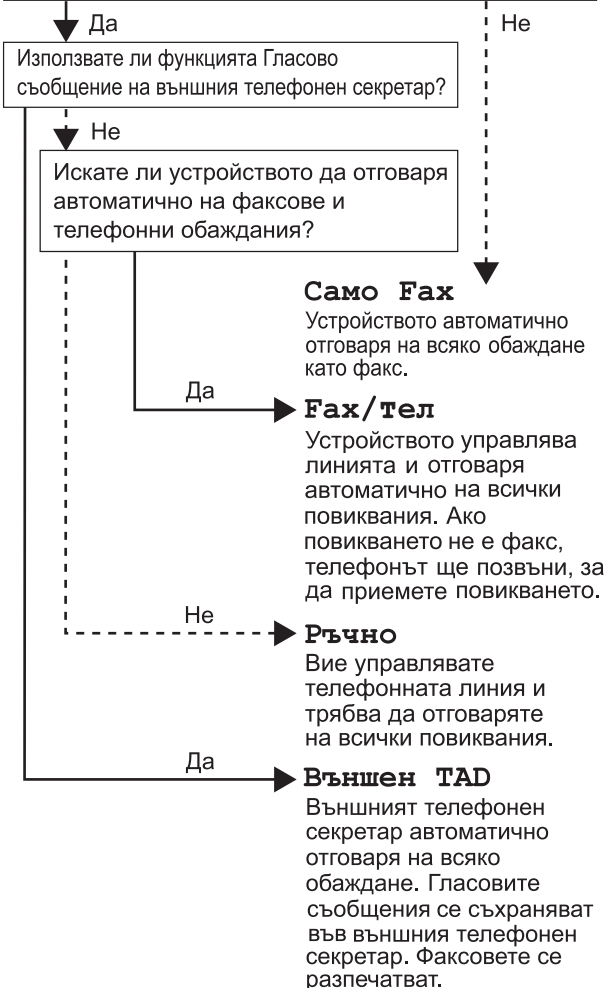 Да
Не
Използвате ли функцията Гласово
съобщение на външния телефонен секретар?
Не
Искате ли устройството да отговаря
автоматично на факсове и
телефонни обаждания?
Само Fax
Устройството автоматично
отговаря на всяко обаждане
като факс.
Да
Fax/Тел
Устройството управлява
линията и отговаря
автоматично на всички
повиквания. Ако
повикването не е факс,
телефонът ще позвъни, за
да приемете повикването.
Не
Ръчно
Вие управлявате
телефонната линия и
трябва да отговаряте
на всички повиквания.
Да
Външен TAD
Външният телефонен
секретар автоматично
отговаря на всяко
обаждане. Гласовите
съобщения се съхраняват
във външния телефонен
секретар. Факсовете се
разпечатват.